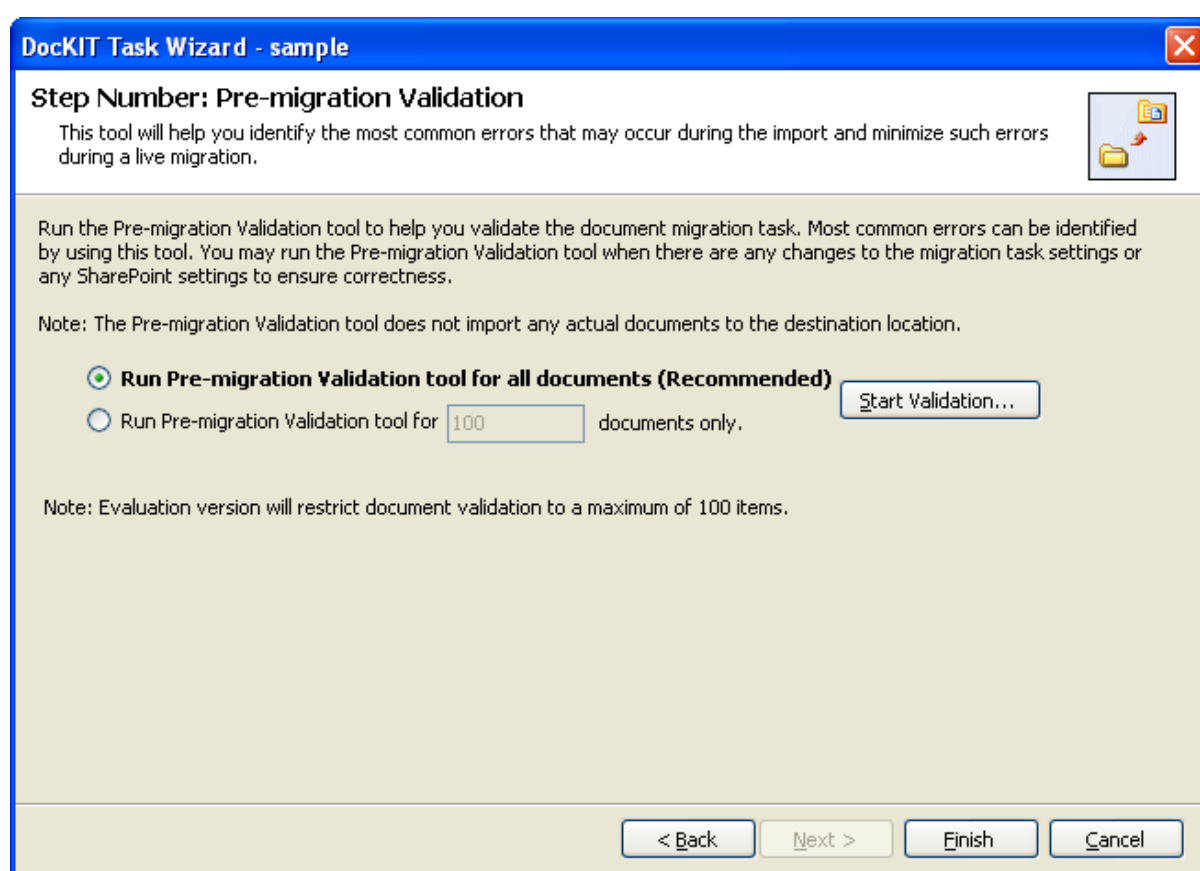 DocKIT Task Wizard - sample
Step Number: Pre-migration Validation
This tool will help you identify the most common errors that may occur during the import and minimize such errors
during a live migration.
Run the Pre-migration Validation tool to help you validate the document migration task. Most common errors can be identified
by using this tool. You may run the Pre-migration Validation tool when there are any changes to the migration task settings or
any SharePoint settings to ensure correctness.
Note: The Pre-migration Validation tool does not import any actual documents to the destination location.
Run Pre-migration Validation tool for all documents (Recommended)
Start Validation...
Run Pre-migration Validation tool for 100 documents only.
Note: Evaluation version will restrict document validation to a maximum of 100 items.
< Back Next > Finish Cancel